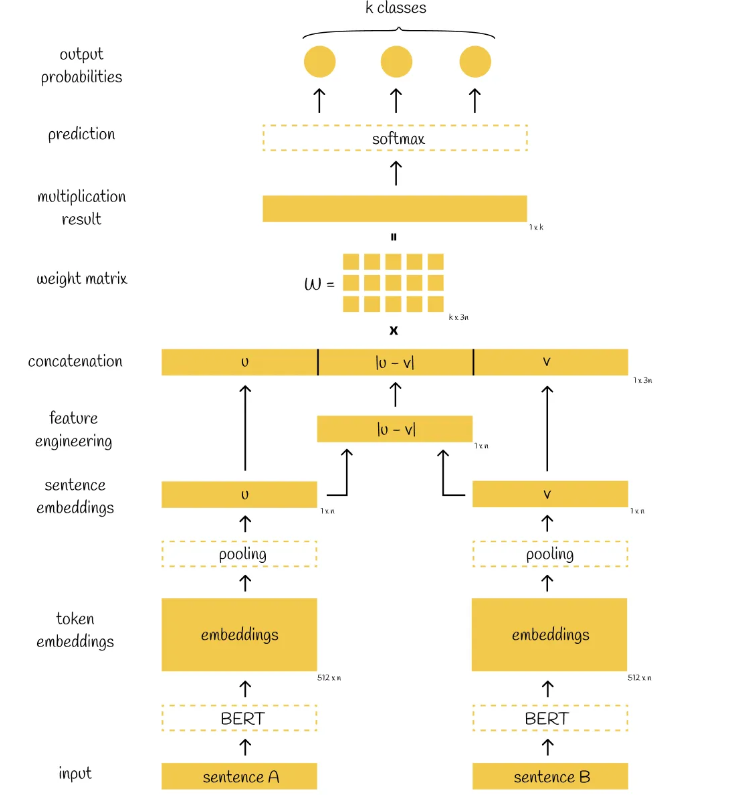 k classes
output
probabilities
prediction
softmax
multiplication
result
1 x k
=
weight matrix
W =
k x 3n
x
concatenation
u
|u - v|
v
1 x 3n
feature
engineering
|u - v|
1 x n
sentence
embeddings
u
v
1 x n
1 x n
pooling
pooling
token
embeddings
embeddings
embeddings
512 x n
512 x n
BERT
BERT
input
sentence A
sentence B